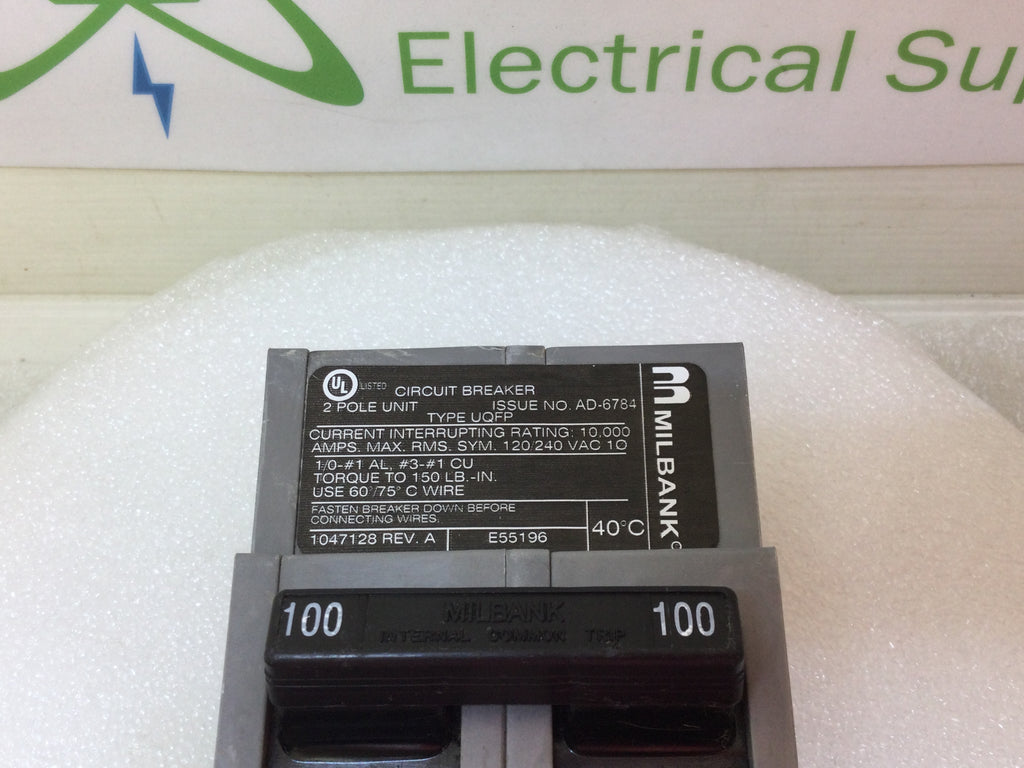 Electrical Su
UL LISTED CIRCUIT BREAKER
2 POLE UNIT ISSUE NO. AD-6784
TYPE UQFP
CURRENT INTERRUPTING RATING: 10,000
AMPS. MAX. RMS. SYM. 120/240 VAC 1Ø
1/0-#1 AL, #3-#1 CU
TORQUE TO 150 LB.-IN.
USE 60°/75° C WIRE
FASTEN BREAKER DOWN BEFORE
CONNECTING WIRES.
40°C
1047128 REV. A E55196
MILBANK
100 MILBANK 100
INTERNAL COMMON TRIP